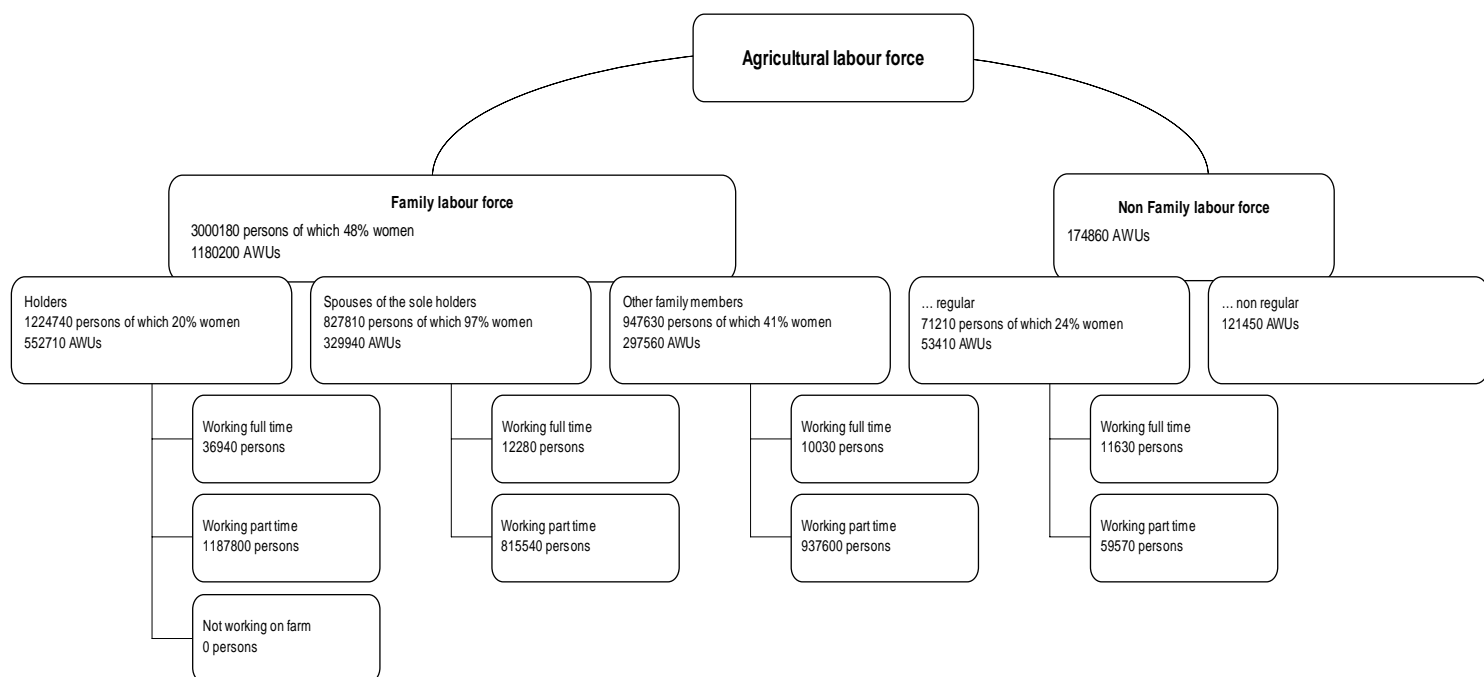 Agricultural labour force
Family labour force
3000180 persons of which 48% women
1180200 AWUs
Non Family labour force
174860 AWUs
Holders
1224740 persons of which 20% women
552710 AWUs
Spouses of the sole holders
827810 persons of which 97% women
329940 AWUs
Other family members
947630 persons of which 41% women
297560 AWUs
... regular
71210 persons of which 24% women
53410 AWUs
... non regular
121450 AWUs
Working full time
36940 persons
Working full time
12280 persons
Working full time
10030 persons
Working full time
11630 persons
Working part time
1187800 persons
Working part time
815540 persons
Working part time
937600 persons
Working part time
59570 persons
Not working on farm
0 persons